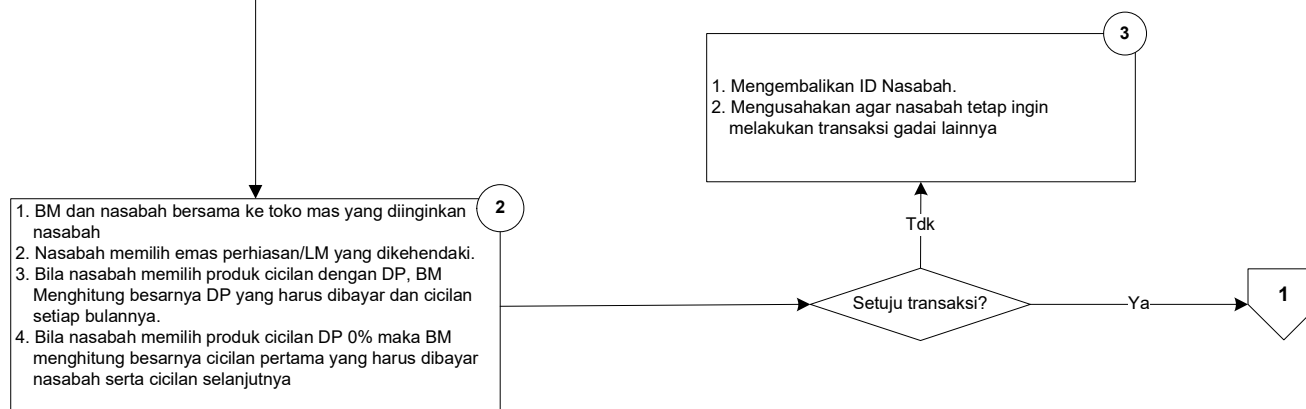 3
1. Mengembalikan ID Nasabah.
2. Mengusahakan agar nasabah tetap ingin
melakukan transaksi gadai lainnya
2
1. BM dan nasabah bersama ke toko mas yang diinginkan
nasabah
2. Nasabah memilih emas perhiasan/LM yang dikehendaki.
3. Bila nasabah memilih produk cicilan dengan DP, BM
Menghitung besarnya DP yang harus dibayar dan cicilan
setiap bulannya.
4. Bila nasabah memilih produk cicilan DP 0% maka BM
menghitung besarnya cicilan pertama yang harus dibayar
nasabah serta cicilan selanjutnya
Tdk
Setuju transaksi?
Ya
1